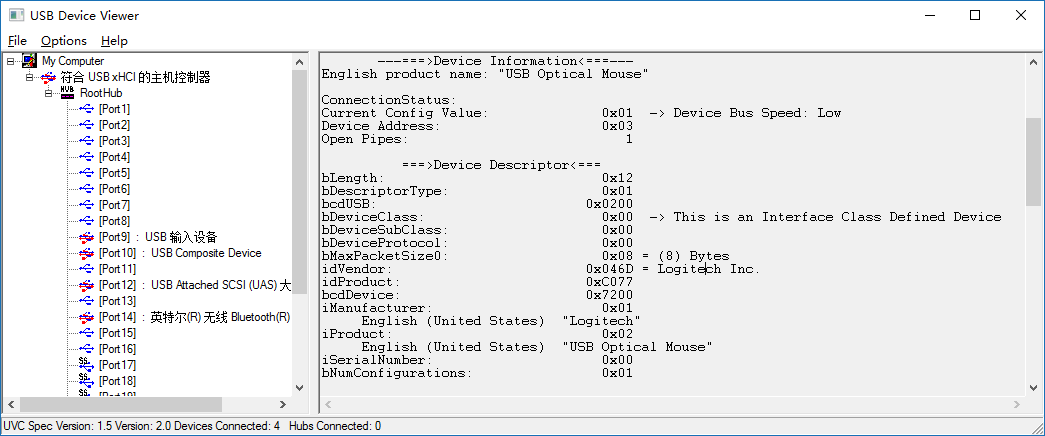 USB Device Viewer
File Options Help
My Computer
符合 USB xHCI 的主机控制器
HUB
RootHub
[Port1]
[Port2]
[Port3]
[Port4]
[Port5]
[Port6]
[Port7]
[Port8]
[Port9] : USB 输入设备
[Port10] : USB Composite Device
[Port11]
[Port12] : USB Attached SCSI (UAS) 大
[Port13]
[Port14] : 英特尔(R) 无线 Bluetooth(R)
[Port15]
[Port16]
SS [Port17]
SS [Port18]
SS
---===>Device Information<===---
English product name: "USB Optical Mouse"
ConnectionStatus:
Current Config Value: 0x01 -> Device Bus Speed: Low
Device Address: 0x03
Open Pipes: 1
===>Device Descriptor<===
bLength: 0x12
bDescriptorType: 0x01
bcdUSB: 0x0200
bDeviceClass: 0x00 -> This is an Interface Class Defined Device
bDeviceSubClass: 0x00
bDeviceProtocol: 0x00
bMaxPacketSize0: 0x08 = (8) Bytes
idVendor: 0x046D = Logitech Inc.
idProduct: 0xC077
bcdDevice: 0x7200
iManufacturer: 0x01
English (United States) "Logitech"
iProduct: 0x02
English (United States) "USB Optical Mouse"
iSerialNumber: 0x00
bNumConfigurations: 0x01
UVC Spec Version: 1.5 Version: 2.0 Devices Connected: 4 Hubs Connected: 0